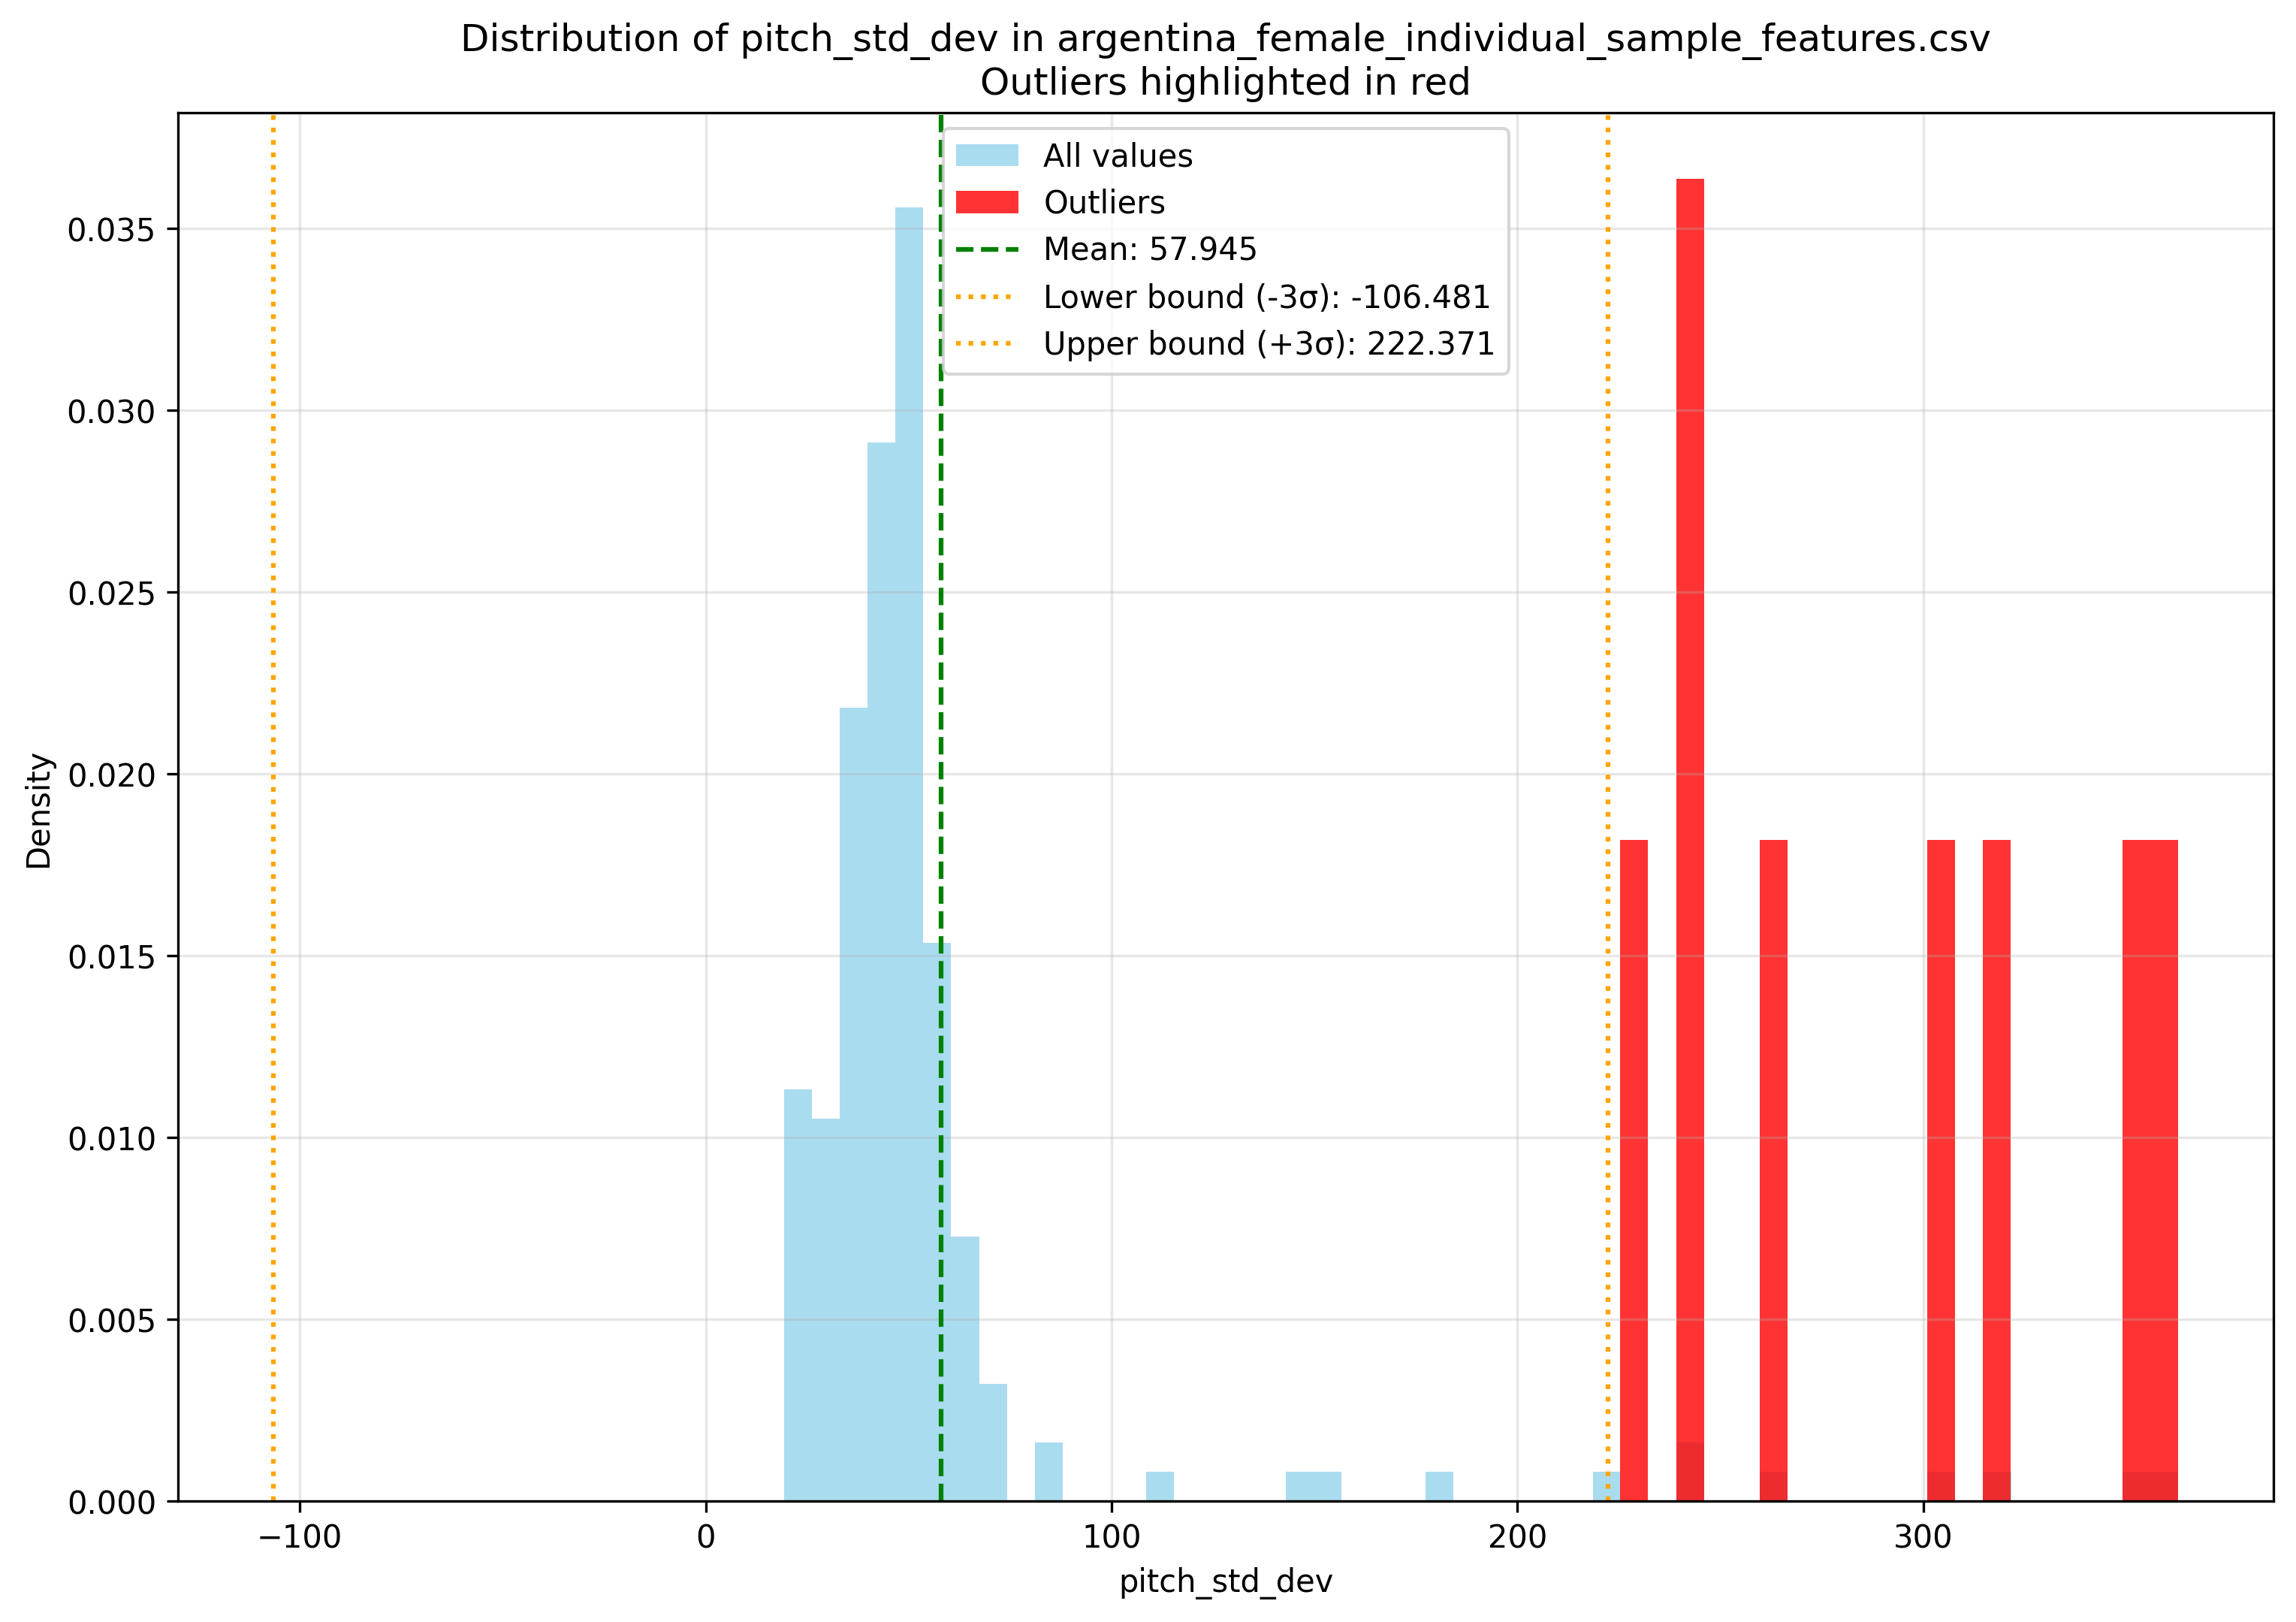 Distribution of pitch_std_dev in argentina_female_individual_sample_features.csv
Outliers highlighted in red
All values
Outliers
Mean: 57.945
Lower bound (-3σ): -106.481
Upper bound (+3σ): 222.371
Density
0.035
0.030
0.025
0.020
0.015
0.010
0.005
0.000
−100
0
100
200
300
pitch_std_dev